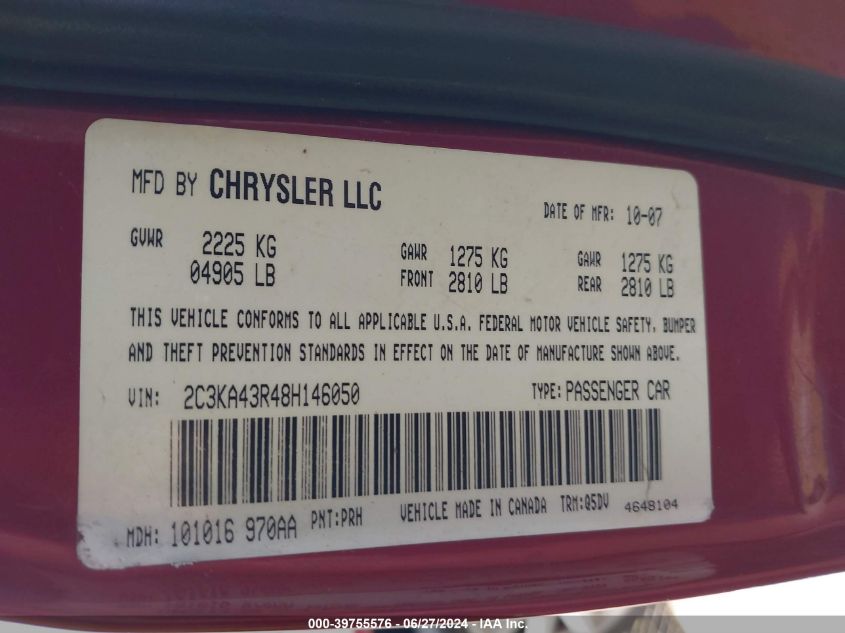 MFD BY CHRYSLER LLC
DATE OF MFR: 10-07
GVWR 2225 KG GAWR 1275 KG GAWR 1275 KG
04905 LB FRONT 2810 LB REAR 2810 LB
THIS VEHICLE CONFORMS TO ALL APPLICABLE U.S.A. FEDERAL MOTOR VEHICLE SAFETY, BUMPER
AND THEFT PREVENTION STANDARDS IN EFFECT ON THE DATE OF MANUFACTURE SHOWN ABOVE.
VIN: 2C3KA43R48H146050 TYPE: PASSENGER CAR
MDH: 101016 970AA PNT:PRH VEHICLE MADE IN CANADA TRM:Q5DV 4648104
000-39755576 - 06/27/2024 - IAA Inc.